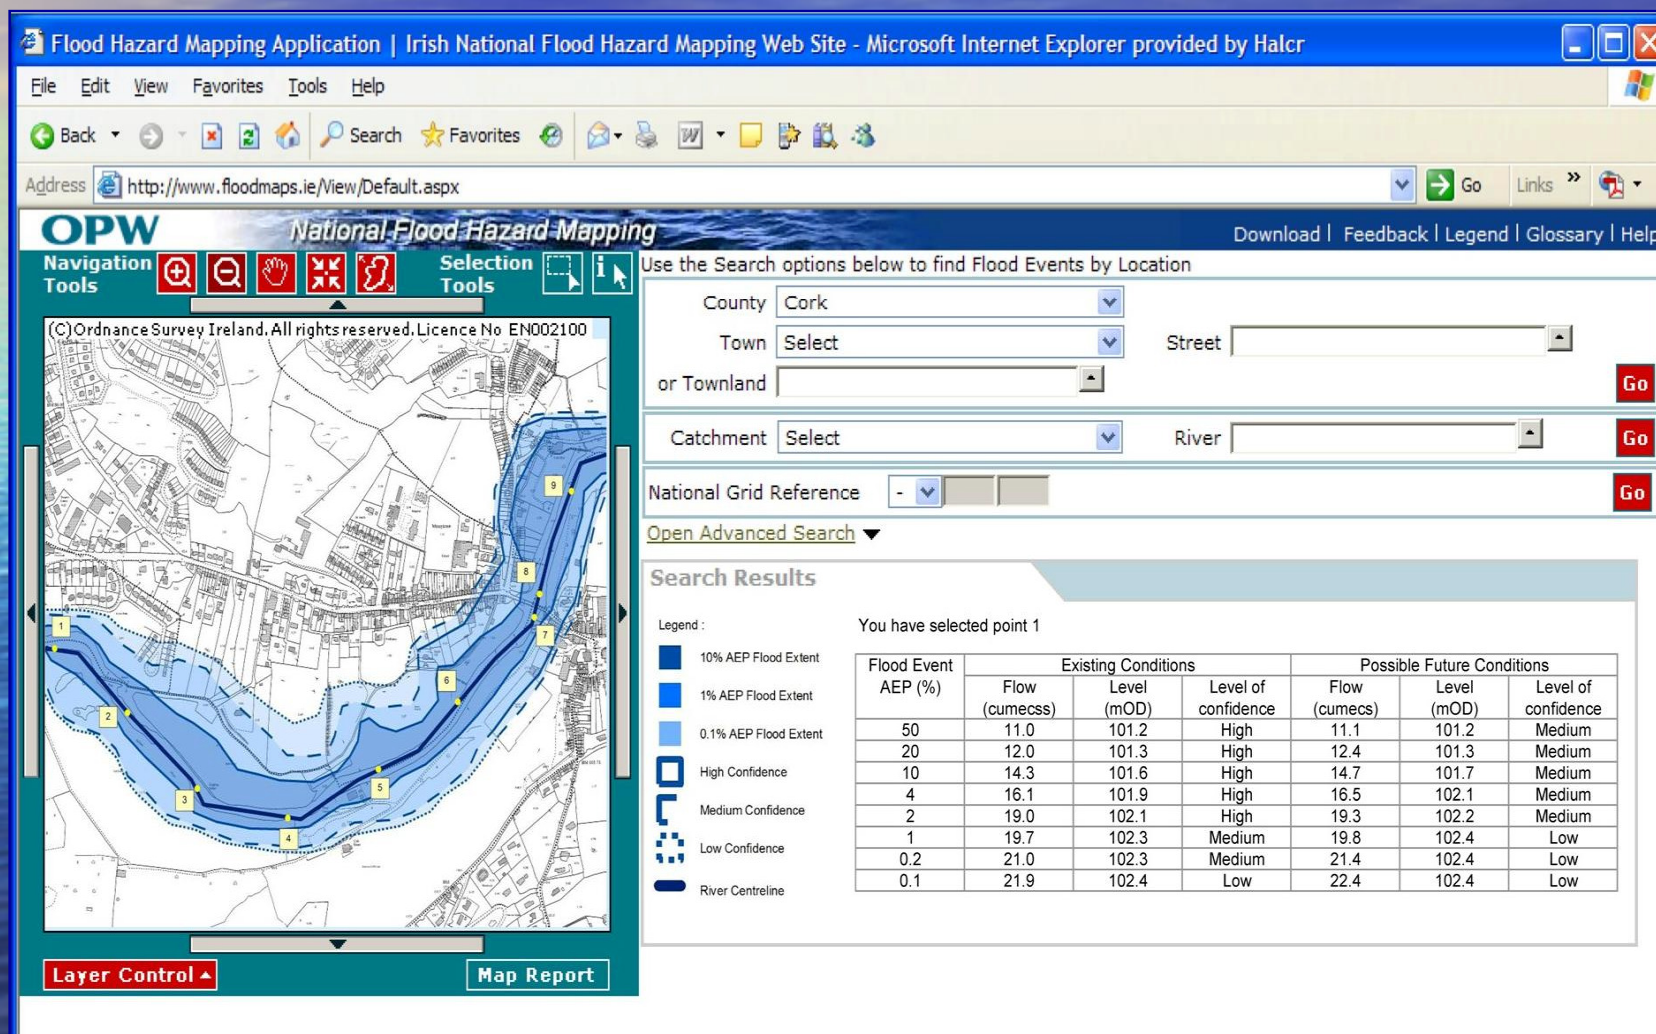 Flood Hazard Mapping Application | Irish National Flood Hazard Mapping Web Site - Microsoft Internet Explorer provided by Halcr
File Edit View Favorites Tools Help
Back Search Favorites
Address http://www.floodmaps.ie/View/Default.aspx Go Links »
OPW National Flood Hazard Mapping
Download | Feedback | Legend | Glossary | Help
Navigation Tools
Selection Tools
(C)Ordnance Survey Ireland. All rights reserved. Licence No EN002100
1
2
3
4
5
6
7
8
9
Layer Control
Map Report
Use the Search options below to find Flood Events by Location
County Cork
Town Select Street
or Townland Go
Catchment Select River Go
National Grid Reference - Go
Open Advanced Search
Search Results
Legend :
10% AEP Flood Extent
1% AEP Flood Extent
0.1% AEP Flood Extent
High Confidence
Medium Confidence
Low Confidence
River Centreline
You have selected point 1
Flood Event Existing Conditions Possible Future Conditions
AEP (%) Flow Level Level of Flow Level Level of
(cumecss) (mOD) confidence (cumecs) (mOD) confidence
50 11.0 101.2 High 11.1 101.2 Medium
20 12.0 101.3 High 12.4 101.3 Medium
10 14.3 101.6 High 14.7 101.7 Medium
4 16.1 101.9 High 16.5 102.1 Medium
2 19.0 102.1 High 19.3 102.2 Medium
1 19.7 102.3 Medium 19.8 102.4 Low
0.2 21.0 102.3 Medium 21.4 102.4 Low
0.1 21.9 102.4 Low 22.4 102.4 Low